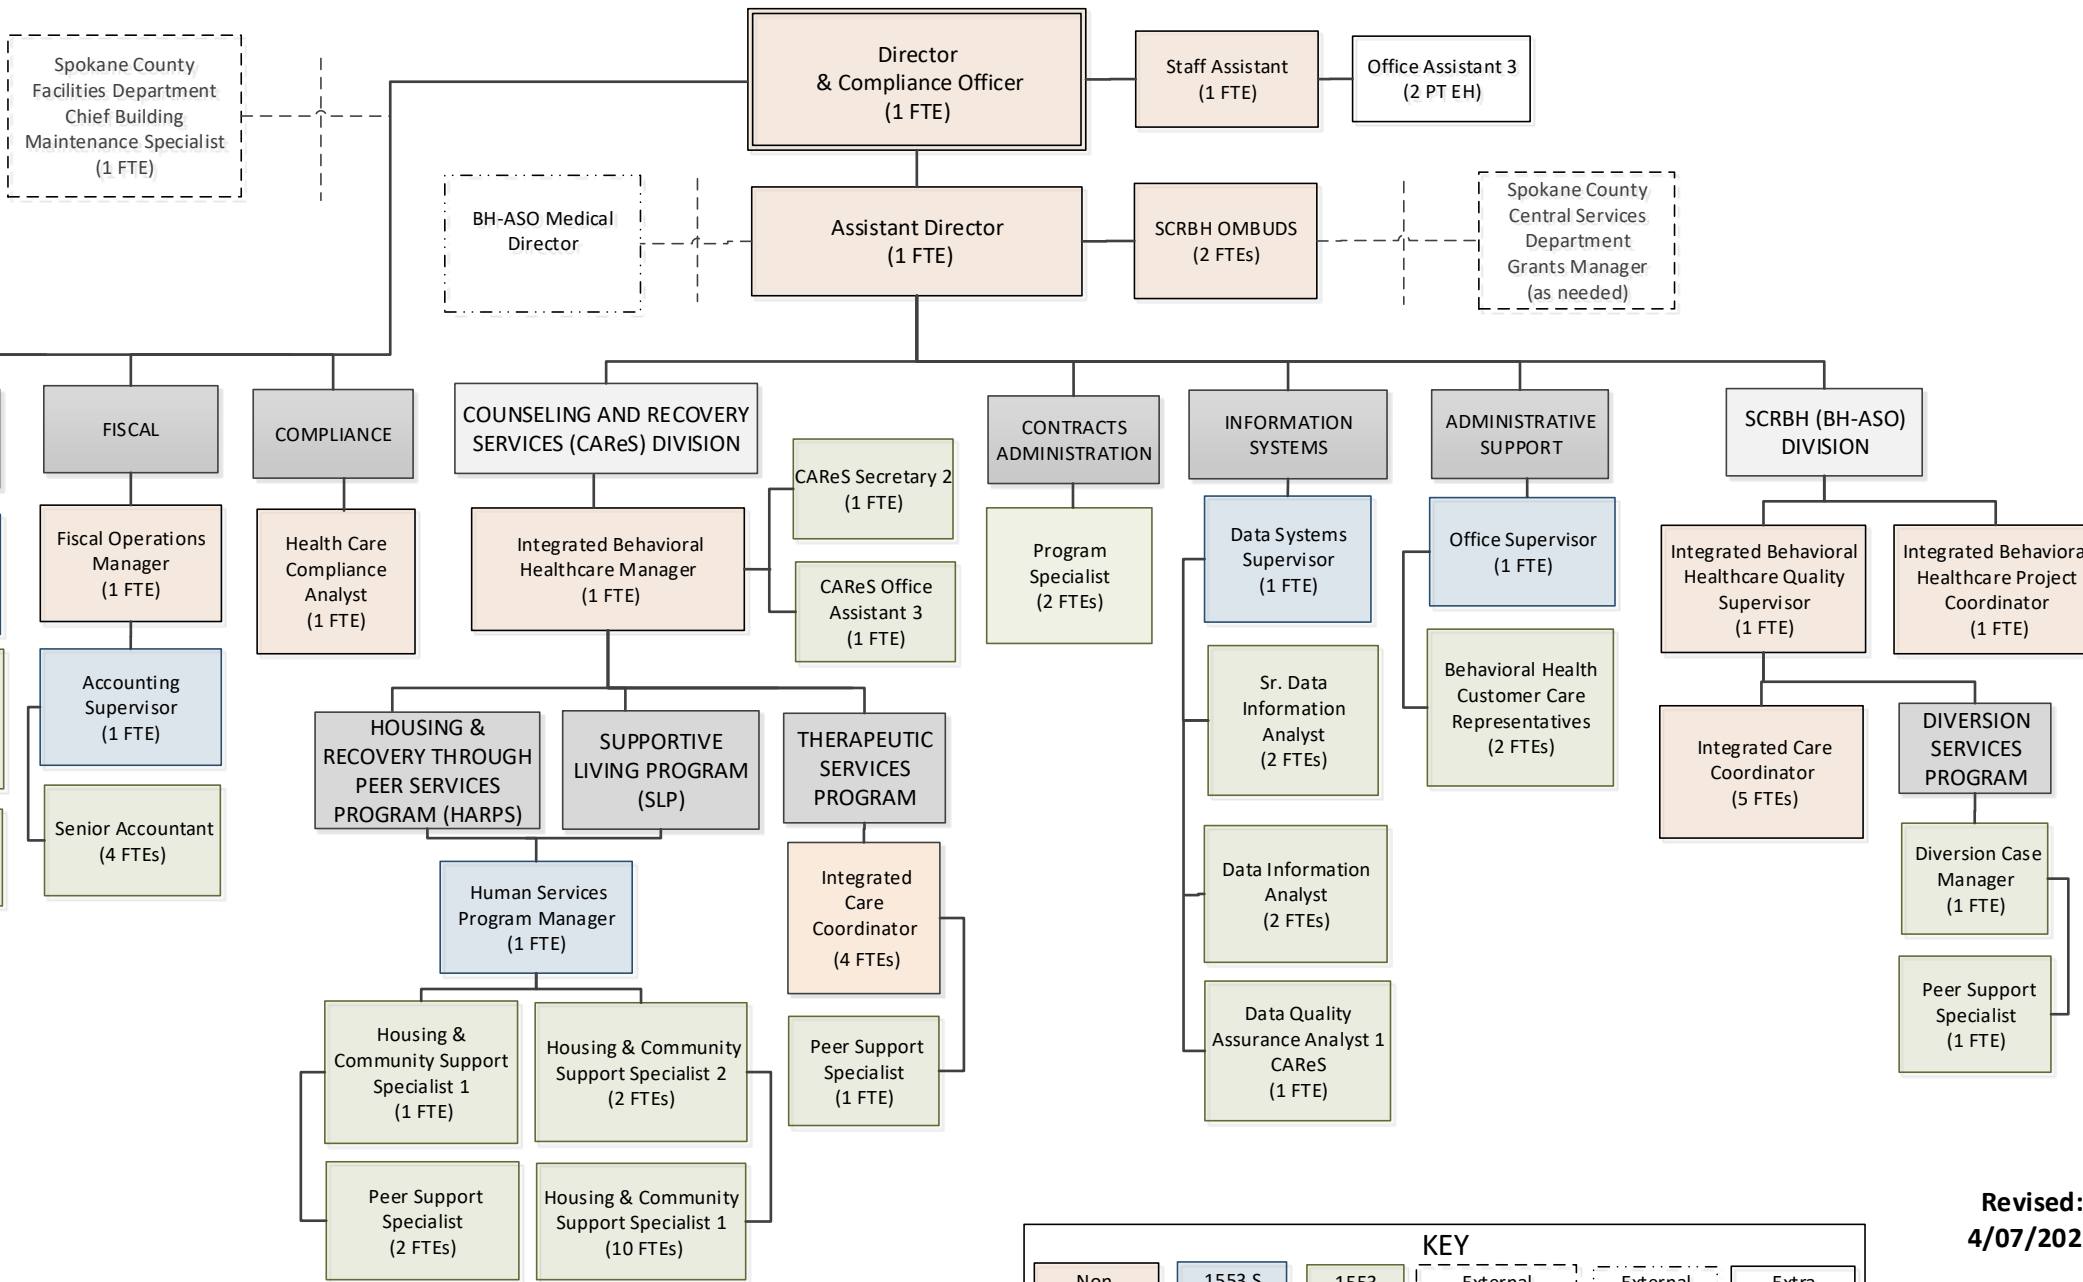 Spokane County
Facilities Department
Chief Building
Maintenance Specialist
(1 FTE)
Director
& Compliance Officer
(1 FTE)
Staff Assistant
(1 FTE)
Office Assistant 3
(2 PT EH)
BH-ASO Medical
Director
Assistant Director
(1 FTE)
SCRBH OMBUDS
(2 FTEs)
Spokane County
Central Services
Department
Grants Manager
(as needed)
FISCAL
COMPLIANCE
COUNSELING AND RECOVERY
SERVICES (CAReS) DIVISION
CONTRACTS
ADMINISTRATION
INFORMATION
SYSTEMS
ADMINISTRATIVE
SUPPORT
SCRBH (BH-ASO)
DIVISION
Fiscal Operations
Manager
(1 FTE)
Health Care
Compliance
Analyst
(1 FTE)
Integrated Behavioral
Healthcare Manager
(1 FTE)
CAReS Secretary 2
(1 FTE)
CAReS Office
Assistant 3
(1 FTE)
Program
Specialist
(2 FTEs)
Data Systems
Supervisor
(1 FTE)
Office Supervisor
(1 FTE)
Integrated Behavioral
Healthcare Quality
Supervisor
(1 FTE)
Integrated Behaviora
Healthcare Project
Coordinator
(1 FTE)
Accounting
Supervisor
(1 FTE)
Senior Accountant
(4 FTEs)
HOUSING &
RECOVERY THROUGH
PEER SERVICES
PROGRAM (HARPS)
SUPPORTIVE
LIVING PROGRAM
(SLP)
THERAPEUTIC
SERVICES
PROGRAM
Sr. Data
Information
Analyst
(2 FTEs)
Behavioral Health
Customer Care
Representatives
(2 FTEs)
Integrated Care
Coordinator
(5 FTEs)
DIVERSION
SERVICES
PROGRAM
Human Services
Program Manager
(1 FTE)
Integrated
Care
Coordinator
(4 FTEs)
Data Information
Analyst
(2 FTEs)
Diversion Case
Manager
(1 FTE)
Housing &
Community Support
Specialist 1
(1 FTE)
Housing & Community
Support Specialist 2
(2 FTEs)
Peer Support
Specialist
(1 FTE)
Data Quality
Assurance Analyst 1
CAReS
(1 FTE)
Peer Support
Specialist
(1 FTE)
Peer Support
Specialist
(2 FTEs)
Housing & Community
Support Specialist 1
(10 FTEs)
Revised:
4/07/202
KEY
Non
1553 S
1553
External
External
Extra